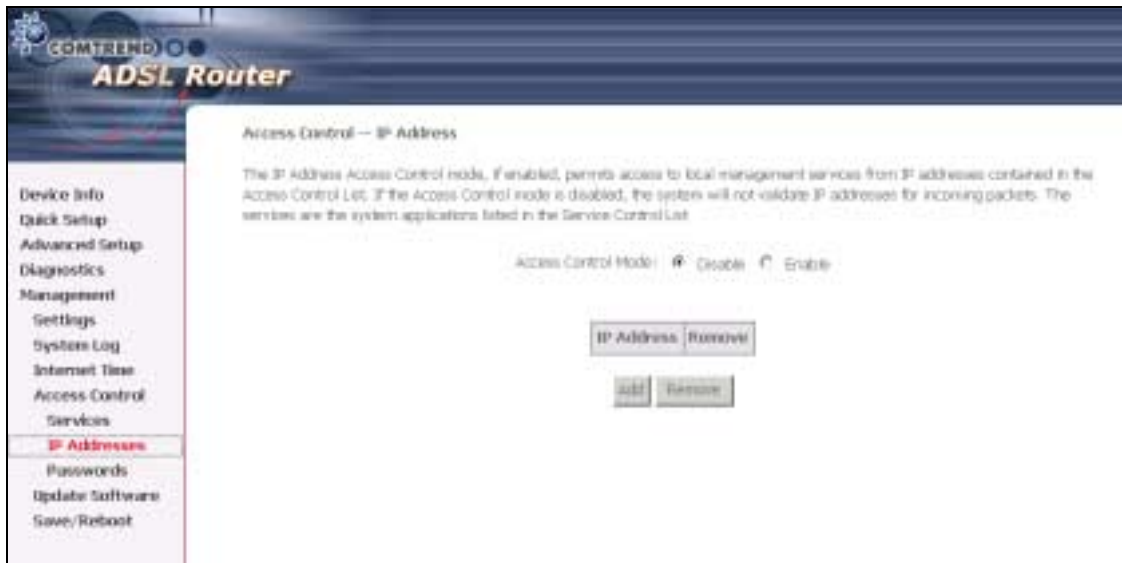 COMTREND
ADSL Router
Access Control -- IP Address
The IP Address Access Control mode, if enabled, permits access to local management services from IP addresses contained in the
Access Control List. If the Access Control mode is disabled, the system will not validate IP addresses for incoming packets. The
services are the system applications listed in the Service Control List
Access Control Mode: Disable Enable
IP Address Remove
Add Remove
Device Info
Quick Setup
Advanced Setup
Diagnostics
Management
Settings
System Log
Internet Time
Access Control
Services
IP Addresses
Passwords
Update Software
Save/Reboot